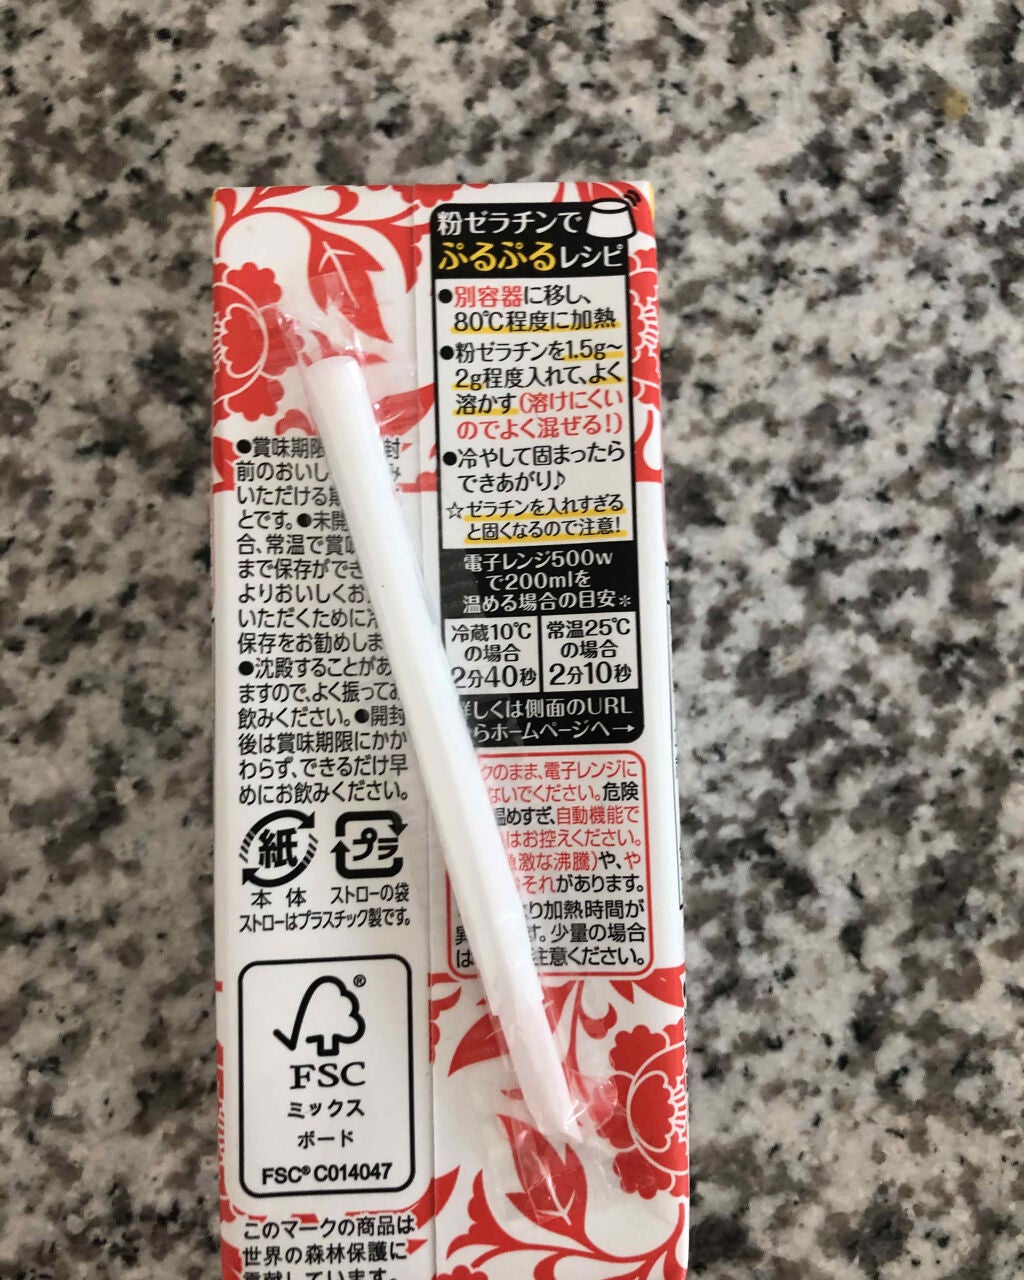 粉ゼラチンで
ぷるぷるレシピ
●別容器に移し、
80℃程度に加熱
●粉ゼラチンを1.5g〜
2g程度入れて、よく
溶かす(溶けにくい
のでよく混ぜる!)
●冷やして固まったら
できあがり♪
☆ゼラチンを入れすぎる
と固くなるので注意!
電子レンジ500w
で200mlを
温める場合の目安*
冷蔵10℃
の場合
2分40秒
常温25℃
の場合
2分10秒
しくは側面のURL
らホームページへ→
クのまま、電子レンジに
ないでください。危険
温めすぎ、自動機能で
はお控えください。
急激な沸騰)や、や
それがあります。
り加熱時間が
異 す。少量の場合
は 注意ください。
●賞味期限 封
前のおいし み
いただける期
とです。●未開
合、常温で賞味
まで保存ができ
よりおいしくお
いただくために冷
保存をお勧めしま
●沈殿することがあ
ますので、よく振ってお
飲みください。●開封
後は賞味期限にかか
わらず、できるだけ早
めにお飲みください。
紙
本体
プラ
ストローの袋
ストローはプラスチック製です。
®
FSC
ミックス
ボード
FSC® C014047
このマークの商品は
世界の森林保護に
貢献しています。